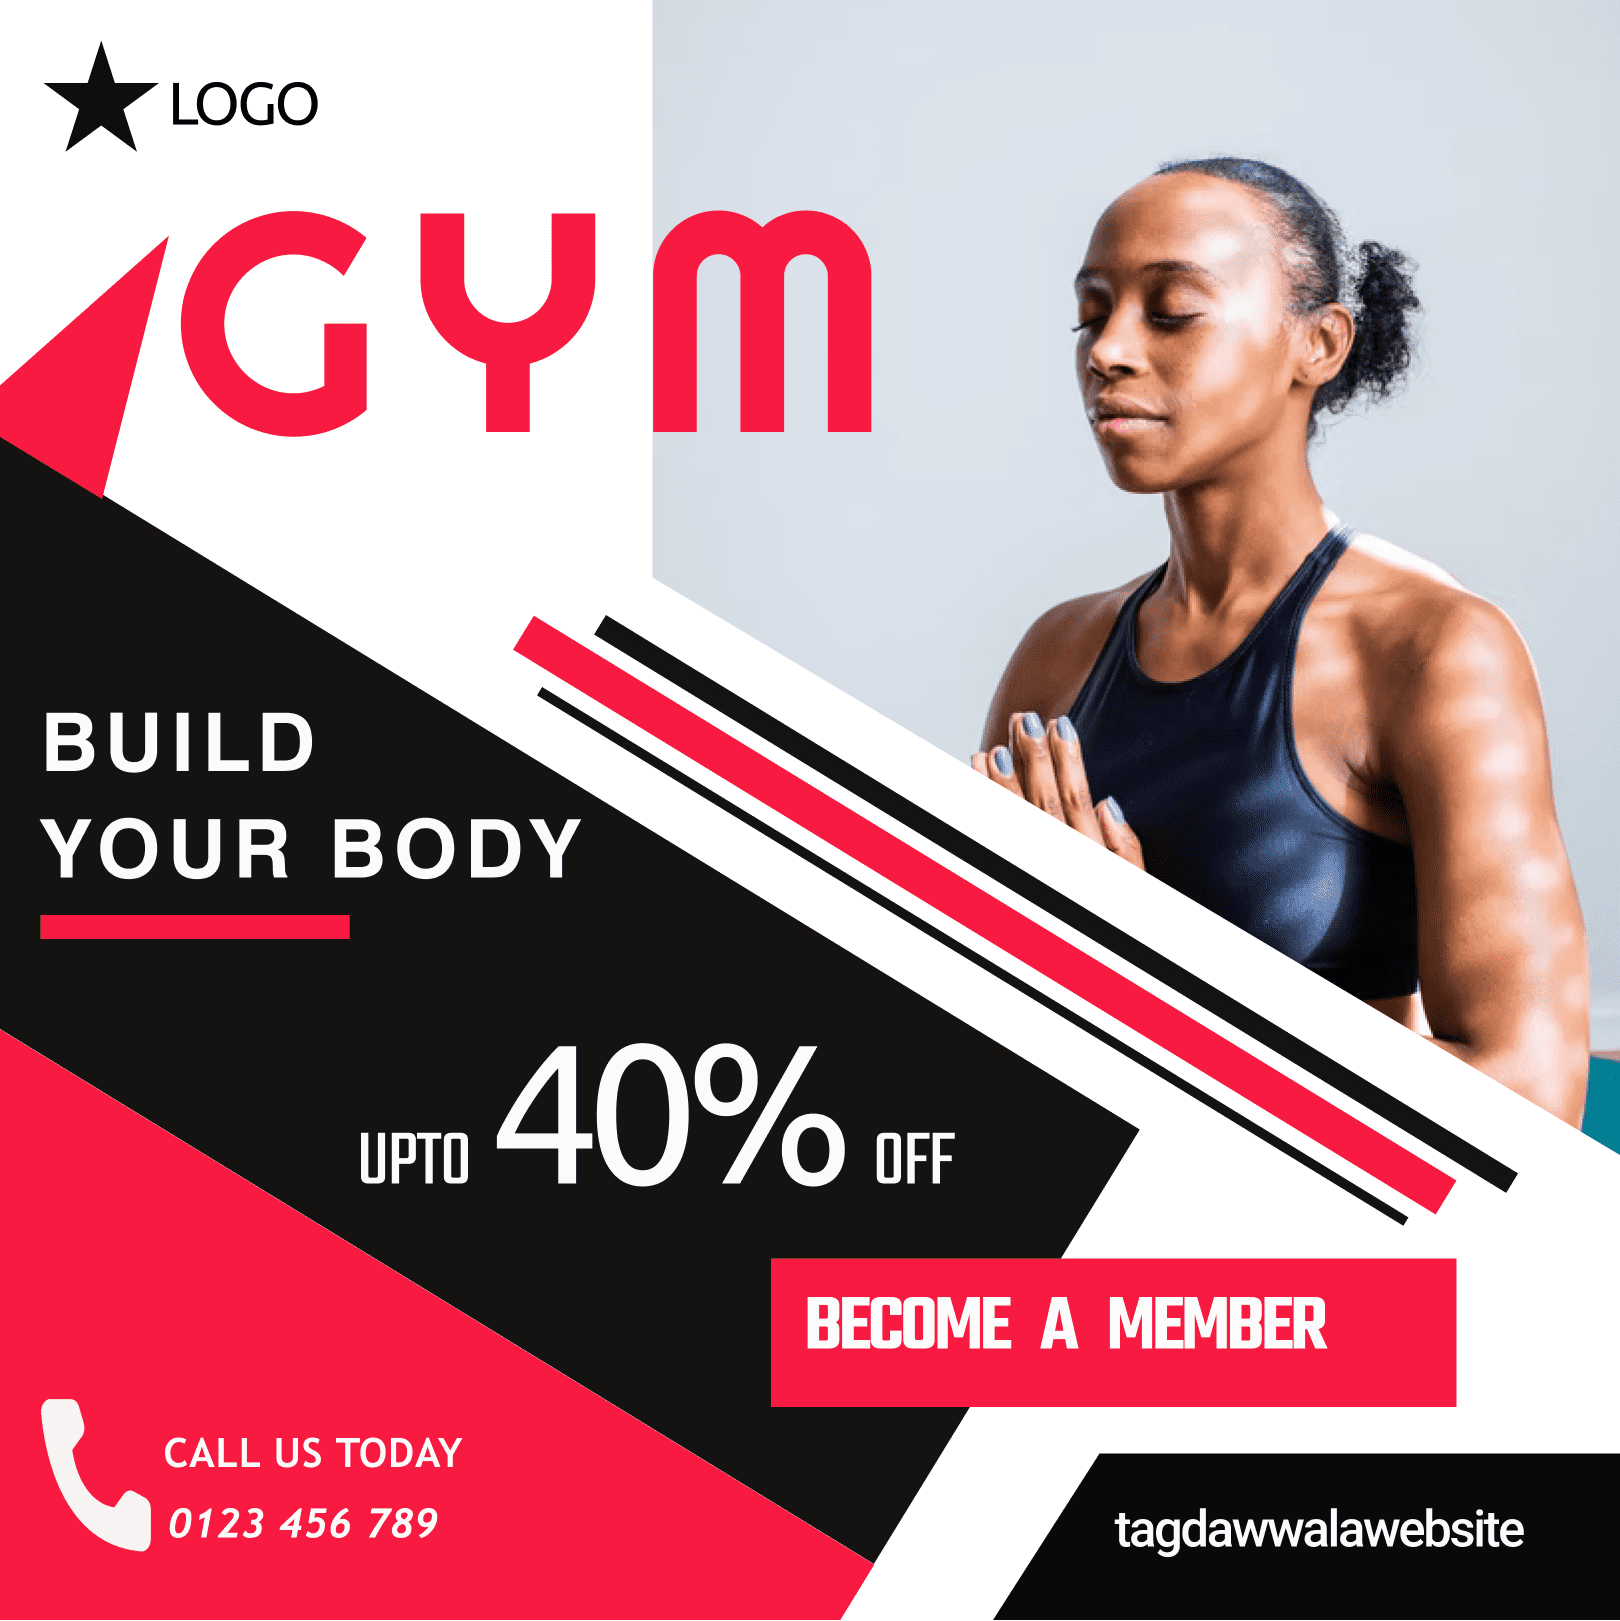 LOGO
GYM
BUILD
YOUR BODY
UPTO 40% OFF
BECOME A MEMBER
CALL US TODAY
0123 456 789
tagdawwalawebsite